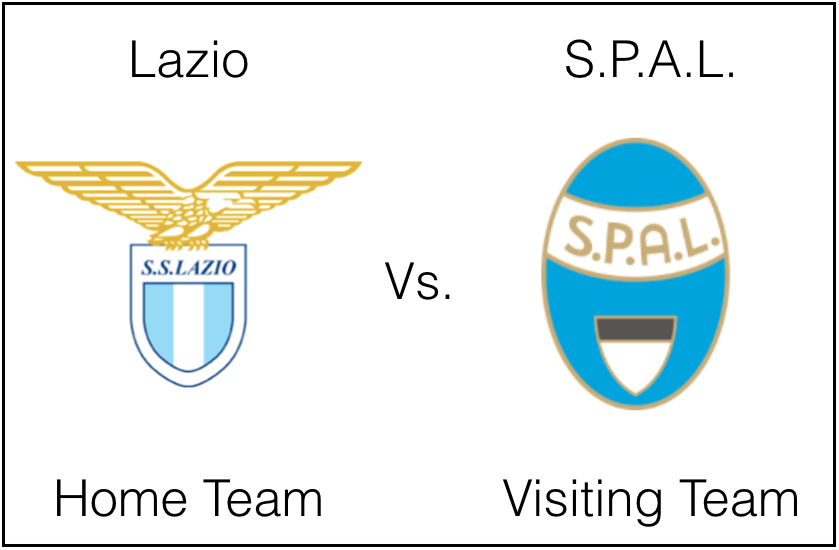 Lazio
S.P.A.L.
S.S.LAZIO
S.P.A.L.
Vs.
Home Team
Visiting Team